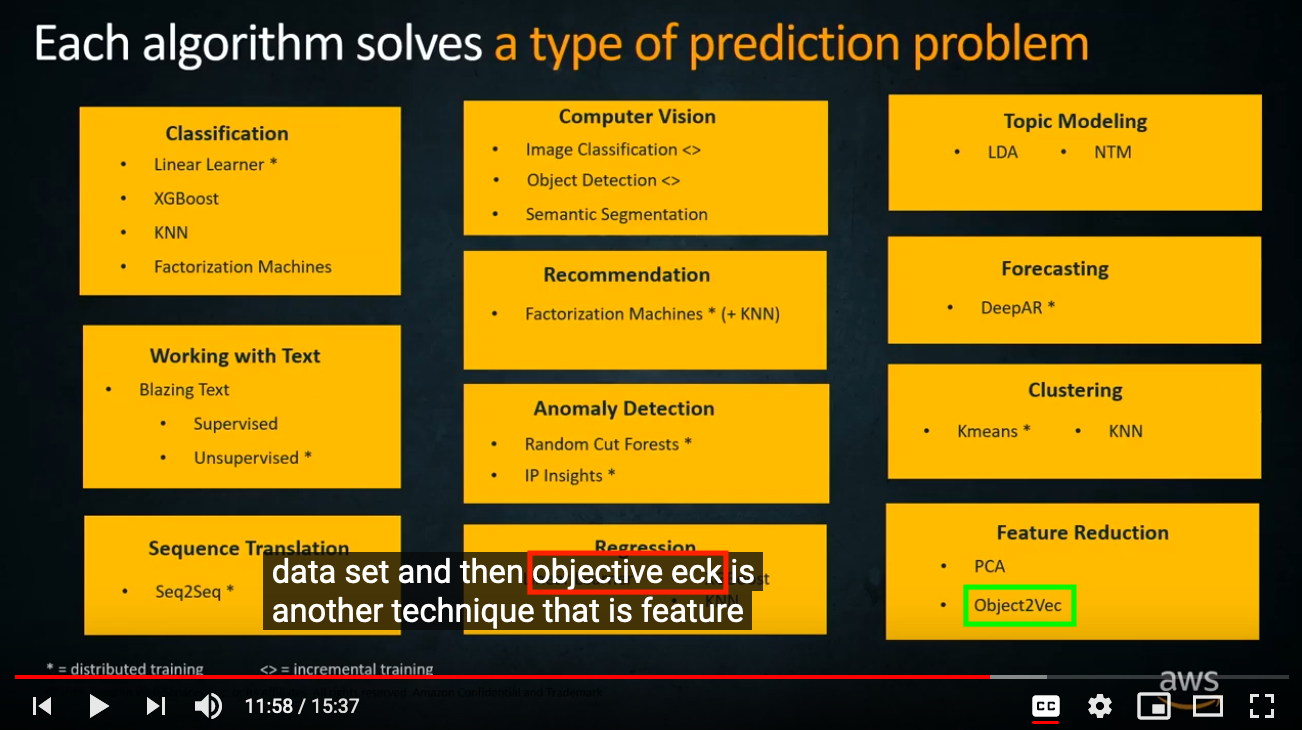 Each algorithm solves a type of prediction problem
Classification
• Linear Learner *
• XGBoost
• KNN
• Factorization Machines
Working with Text
• Blazing Text
• Supervised
• Unsupervised *
Sequence Translation
• Seq2Seq *
Computer Vision
• Image Classification <>
• Object Detection <>
• Semantic Segmentation
Recommendation
• Factorization Machines * (+ KNN)
Anomaly Detection
• Random Cut Forests *
• IP Insights *
Regression
• KNN
Topic Modeling
• LDA • NTM
Forecasting
• DeepAR *
Clustering
• Kmeans * • KNN
Feature Reduction
• PCA
• Object2Vec
data set and then objective eck is
another technique that is feature
* = distributed training <> = incremental training
Amazon Confidential and Trademark
aws
11:58 / 15:37
CC